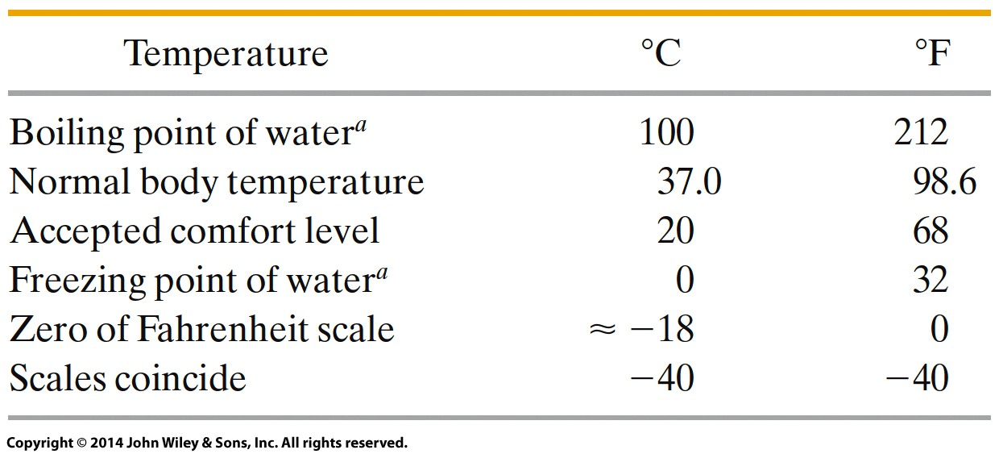 Temperature °C °F
Boiling point of waterᵃ 100 212
Normal body temperature 37.0 98.6
Accepted comfort level 20 68
Freezing point of waterᵃ 0 32
Zero of Fahrenheit scale ≈ −18 0
Scales coincide −40 −40
Copyright © 2014 John Wiley & Sons, Inc. All rights reserved.